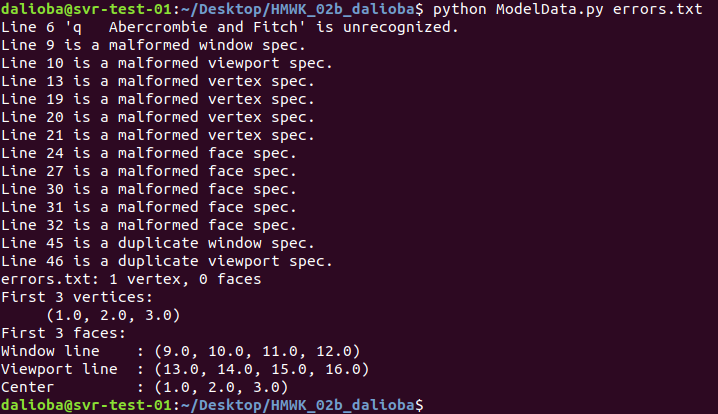 dalioba@svr-test-01:~/Desktop/HMWK_02b_dalioba$ python ModelData.py errors.txt
Line 6 'q   Abercrombie and Fitch' is unrecognized.
Line 9 is a malformed window spec.
Line 10 is a malformed viewport spec.
Line 13 is a malformed vertex spec.
Line 19 is a malformed vertex spec.
Line 20 is a malformed vertex spec.
Line 21 is a malformed vertex spec.
Line 24 is a malformed face spec.
Line 27 is a malformed face spec.
Line 30 is a malformed face spec.
Line 31 is a malformed face spec.
Line 32 is a malformed face spec.
Line 45 is a duplicate window spec.
Line 46 is a duplicate viewport spec.
errors.txt: 1 vertex, 0 faces
First 3 vertices:
     (1.0, 2.0, 3.0)
First 3 faces:
Window line    : (9.0, 10.0, 11.0, 12.0)
Viewport line  : (13.0, 14.0, 15.0, 16.0)
Center         : (1.0, 2.0, 3.0)
dalioba@svr-test-01:~/Desktop/HMWK_02b_dalioba$